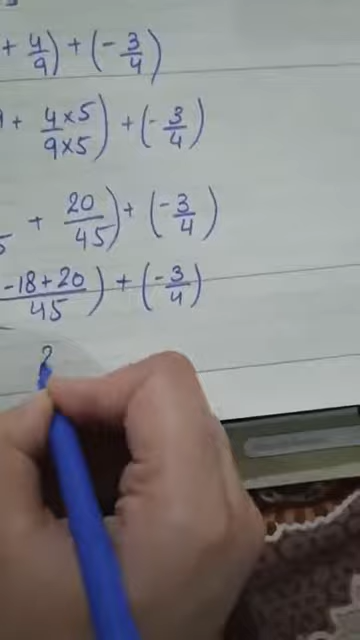 + 4/9) + (-3/4)
+ 4×5/9×5) + (-3/4)
+ 20/45) + (-3/4)
-18+20/45) + (-3/4)
2